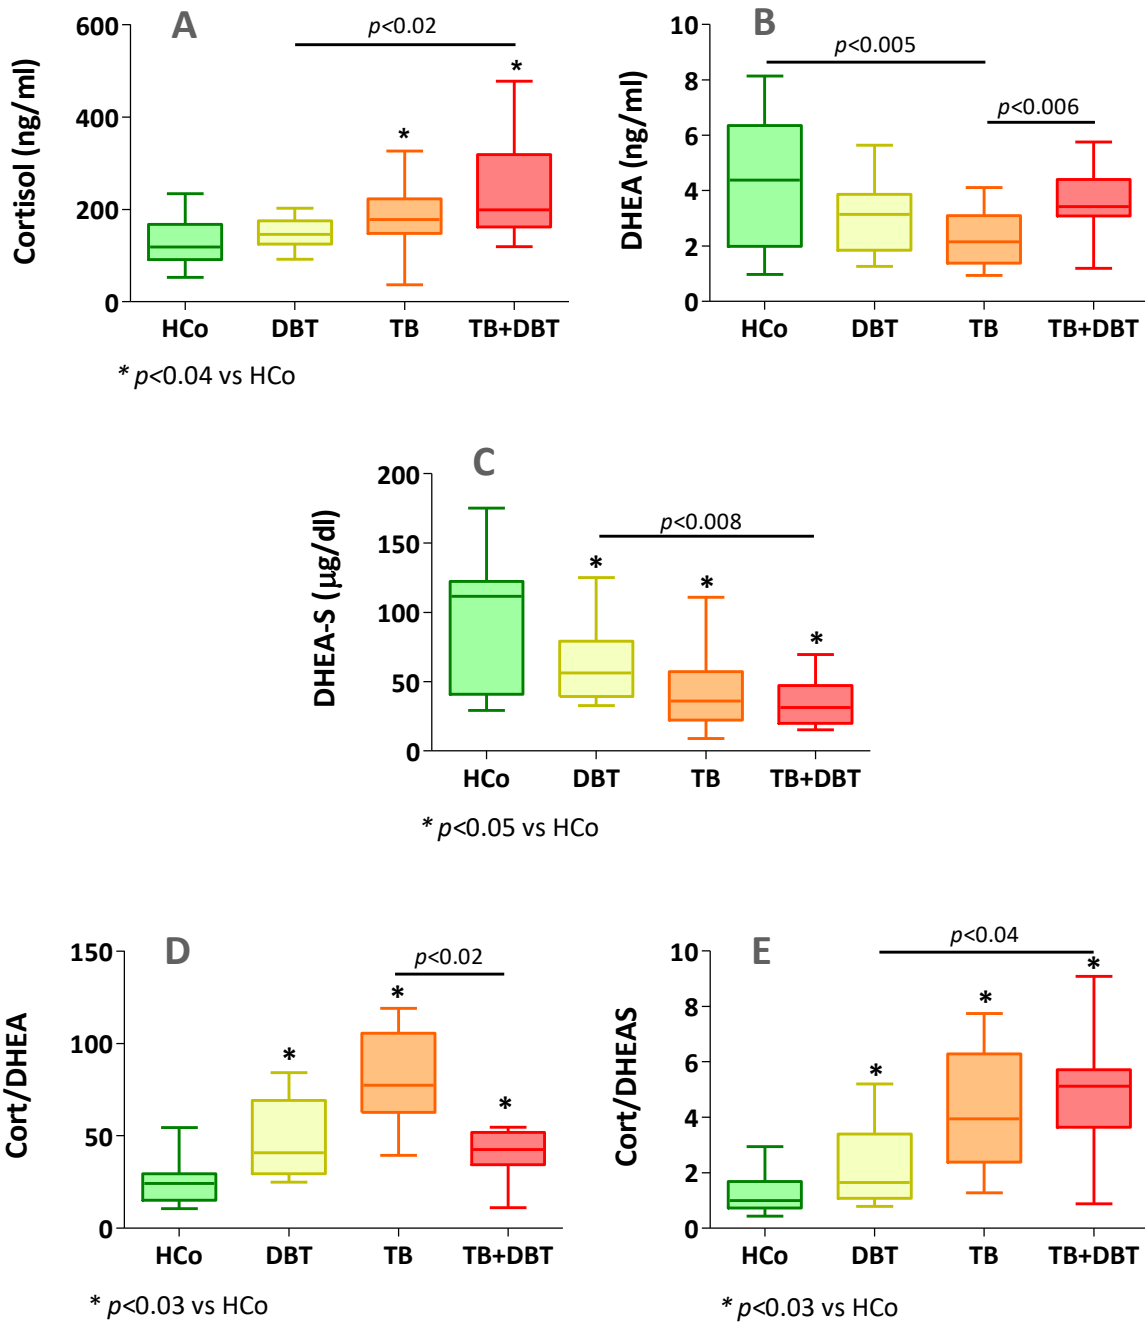 A
Cortisol (ng/ml)
600
400
200
0
p<0.02
*
*
HCo DBT TB TB+DBT
* p<0.04 vs HCo
B
DHEA (ng/ml)
10
8
6
4
2
0
p<0.005
p<0.006
HCo DBT TB TB+DBT
C
DHEA-S (µg/dl)
200
150
100
50
0
p<0.008
*
*
*
HCo DBT TB TB+DBT
* p<0.05 vs HCo
D
Cort/DHEA
150
100
50
0
p<0.02
*
*
*
HCo DBT TB TB+DBT
* p<0.03 vs HCo
E
Cort/DHEAS
10
8
6
4
2
0
p<0.04
*
*
*
HCo DBT TB TB+DBT
* p<0.03 vs HCo